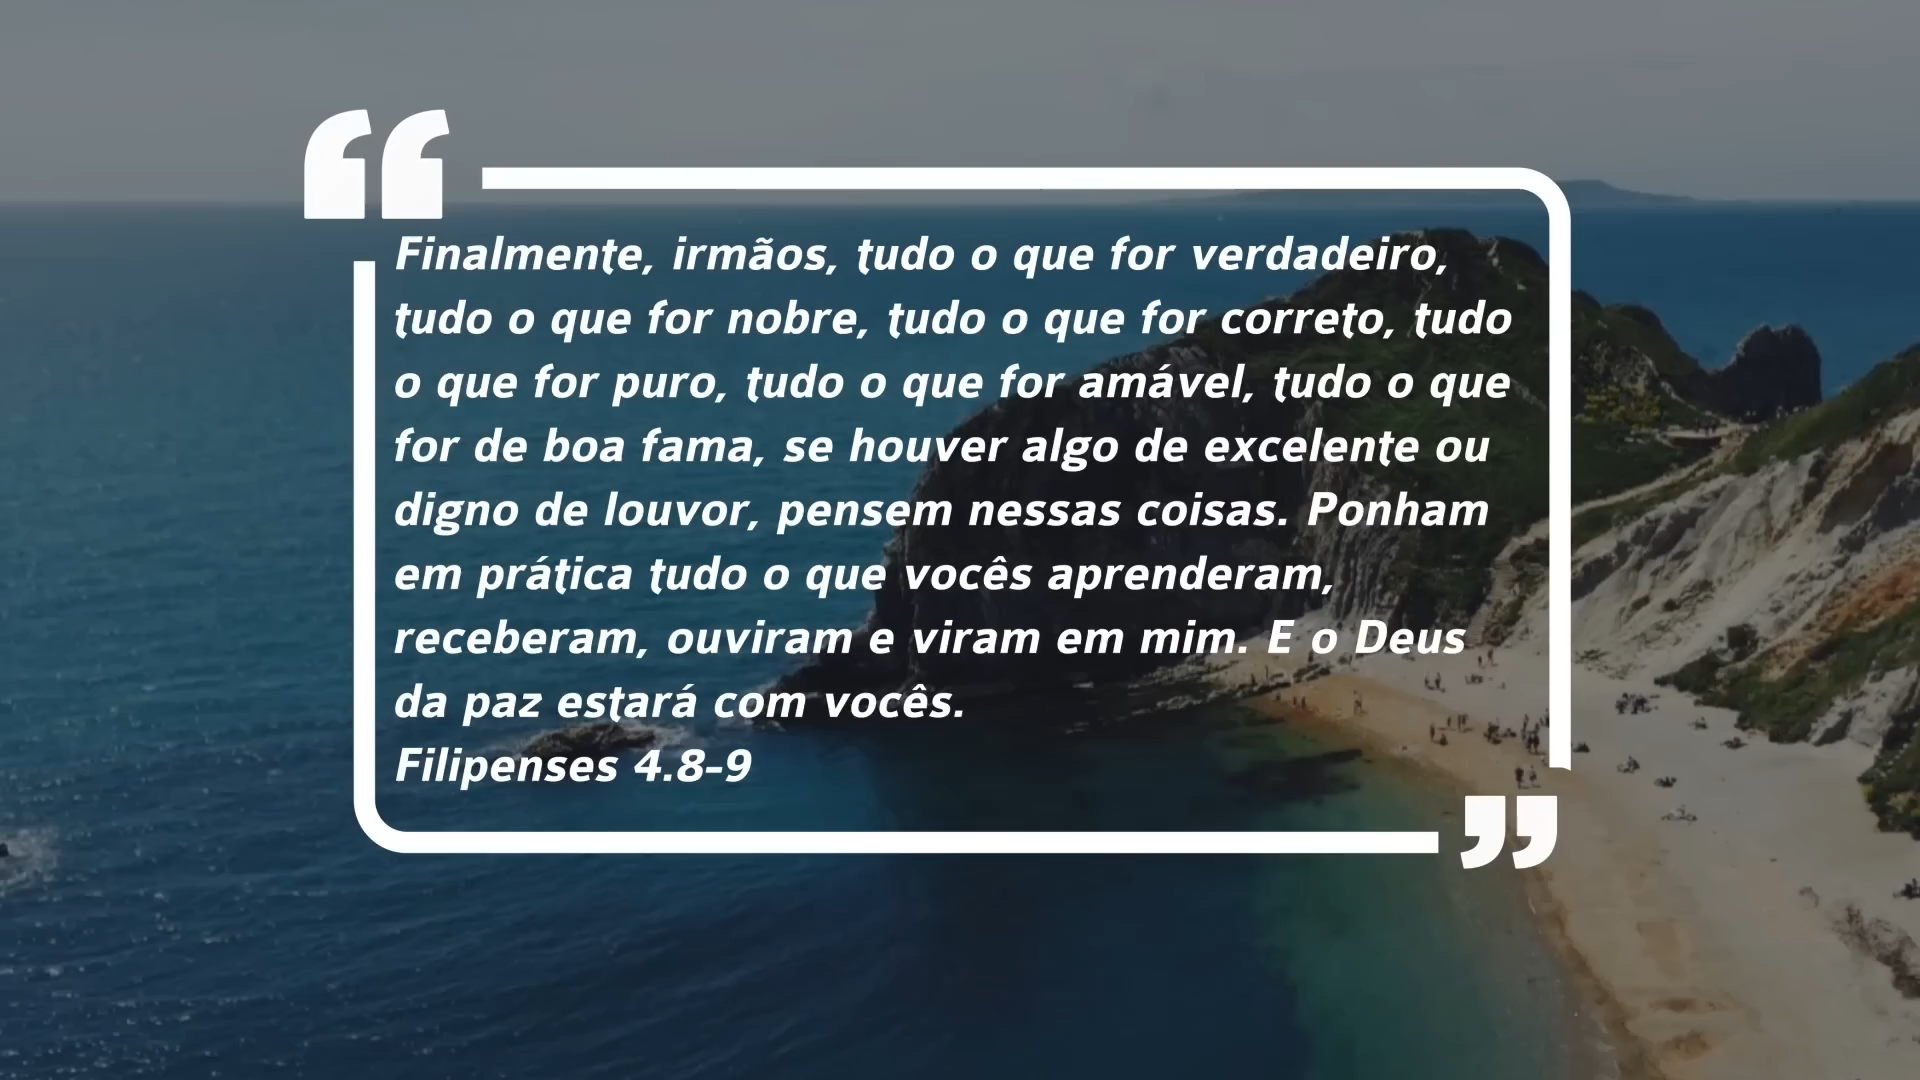 Finalmente, irmãos, tudo o que for verdadeiro,
tudo o que for nobre, tudo o que for correto, tudo
o que for puro, tudo o que for amável, tudo o que
for de boa fama, se houver algo de excelente ou
digno de louvor, pensem nessas coisas. Ponham
em prática tudo o que vocês aprenderam,
receberam, ouviram e viram em mim. E o Deus
da paz estará com vocês.
Filipenses 4.8-9